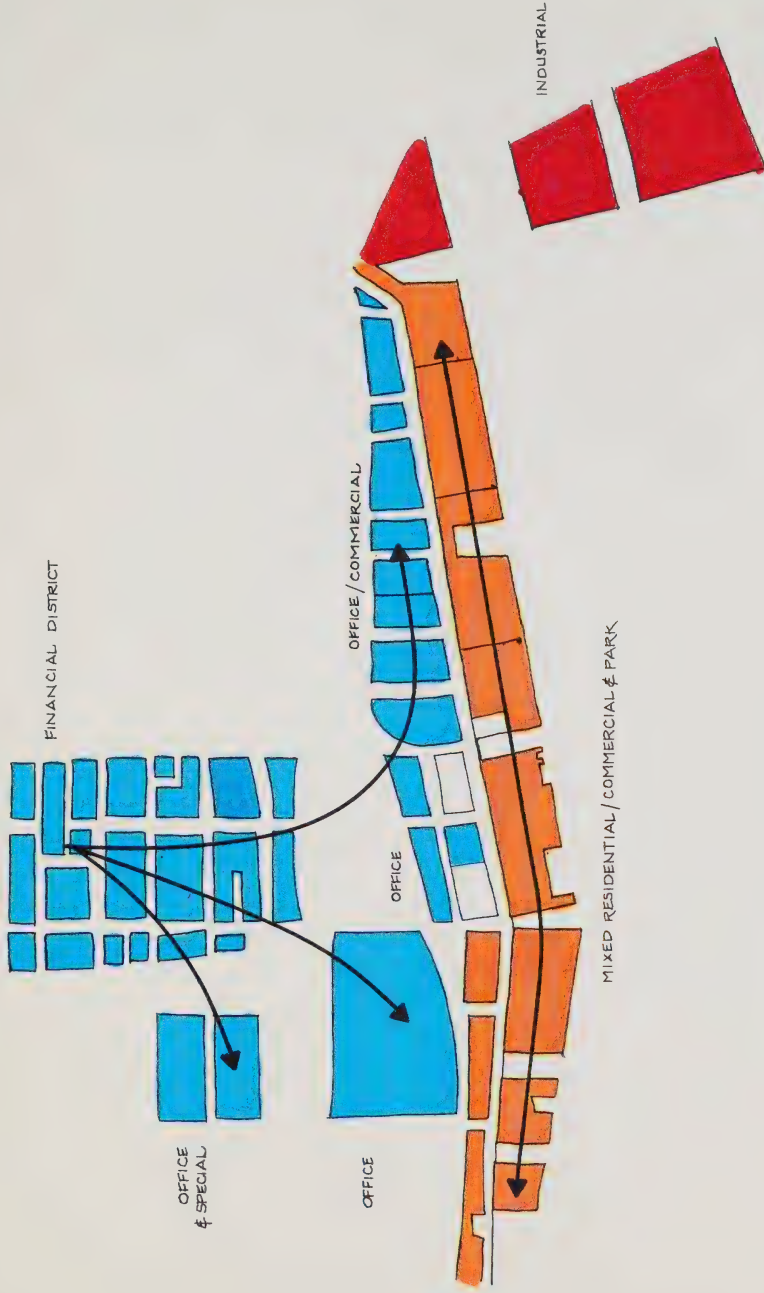 INDUSTRIAL
FINANCIAL DISTRICT
OFFICE / COMMERCIAL
OFFICE
MIXED RESIDENTIAL / COMMERCIAL & PARK
OFFICE
& SPECIAL
OFFICE